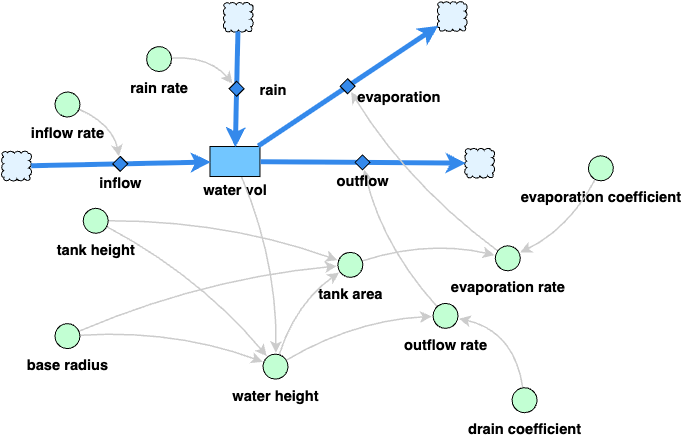 rain rate
rain
evaporation
inflow rate
inflow
water vol
outflow
evaporation coefficient
tank height
tank area
evaporation rate
outflow rate
base radius
water height
drain coefficient